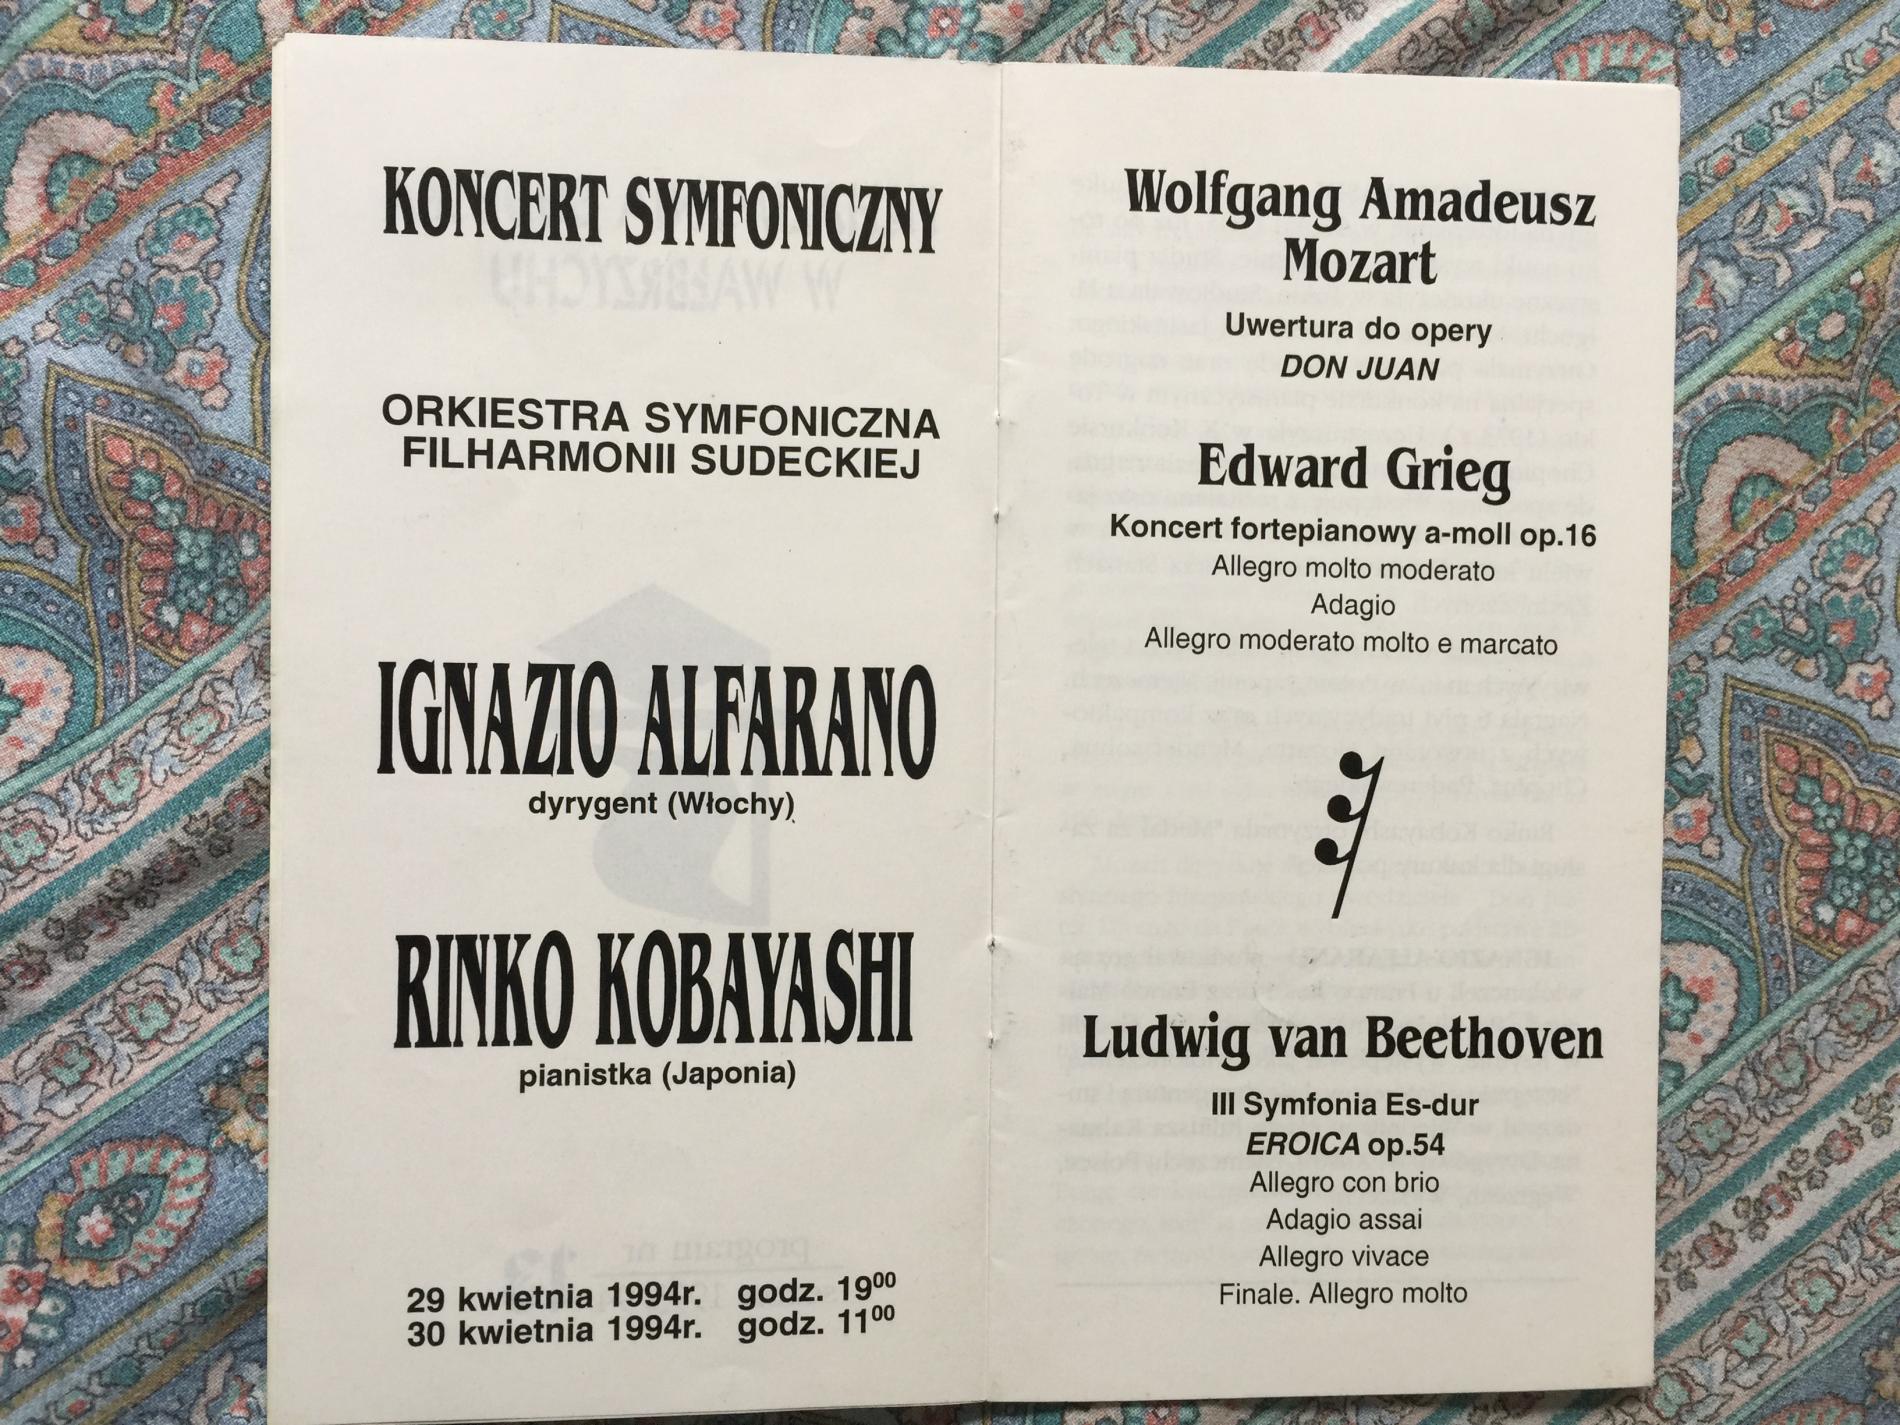 KONCERT SYMFONICZNY
ORKIESTRA SYMFONICZNA
FILHARMONII SUDECKIEJ
IGNAZIO ALFARANO
dyrygent (Włochy)
RINKO KOBAYASHI
pianistka (Japonia)
29 kwietnia 1994r. godz. 19⁰⁰
30 kwietnia 1994r. godz. 11⁰⁰
Wolfgang Amadeusz
Mozart
Uwertura do opery
DON JUAN
Edward Grieg
Koncert fortepianowy a-moll op.16
Allegro molto moderato
Adagio
Allegro moderato molto e marcato
Ludwig van Beethoven
III Symfonia Es-dur
EROICA op.54
Allegro con brio
Adagio assai
Allegro vivace
Finale. Allegro molto